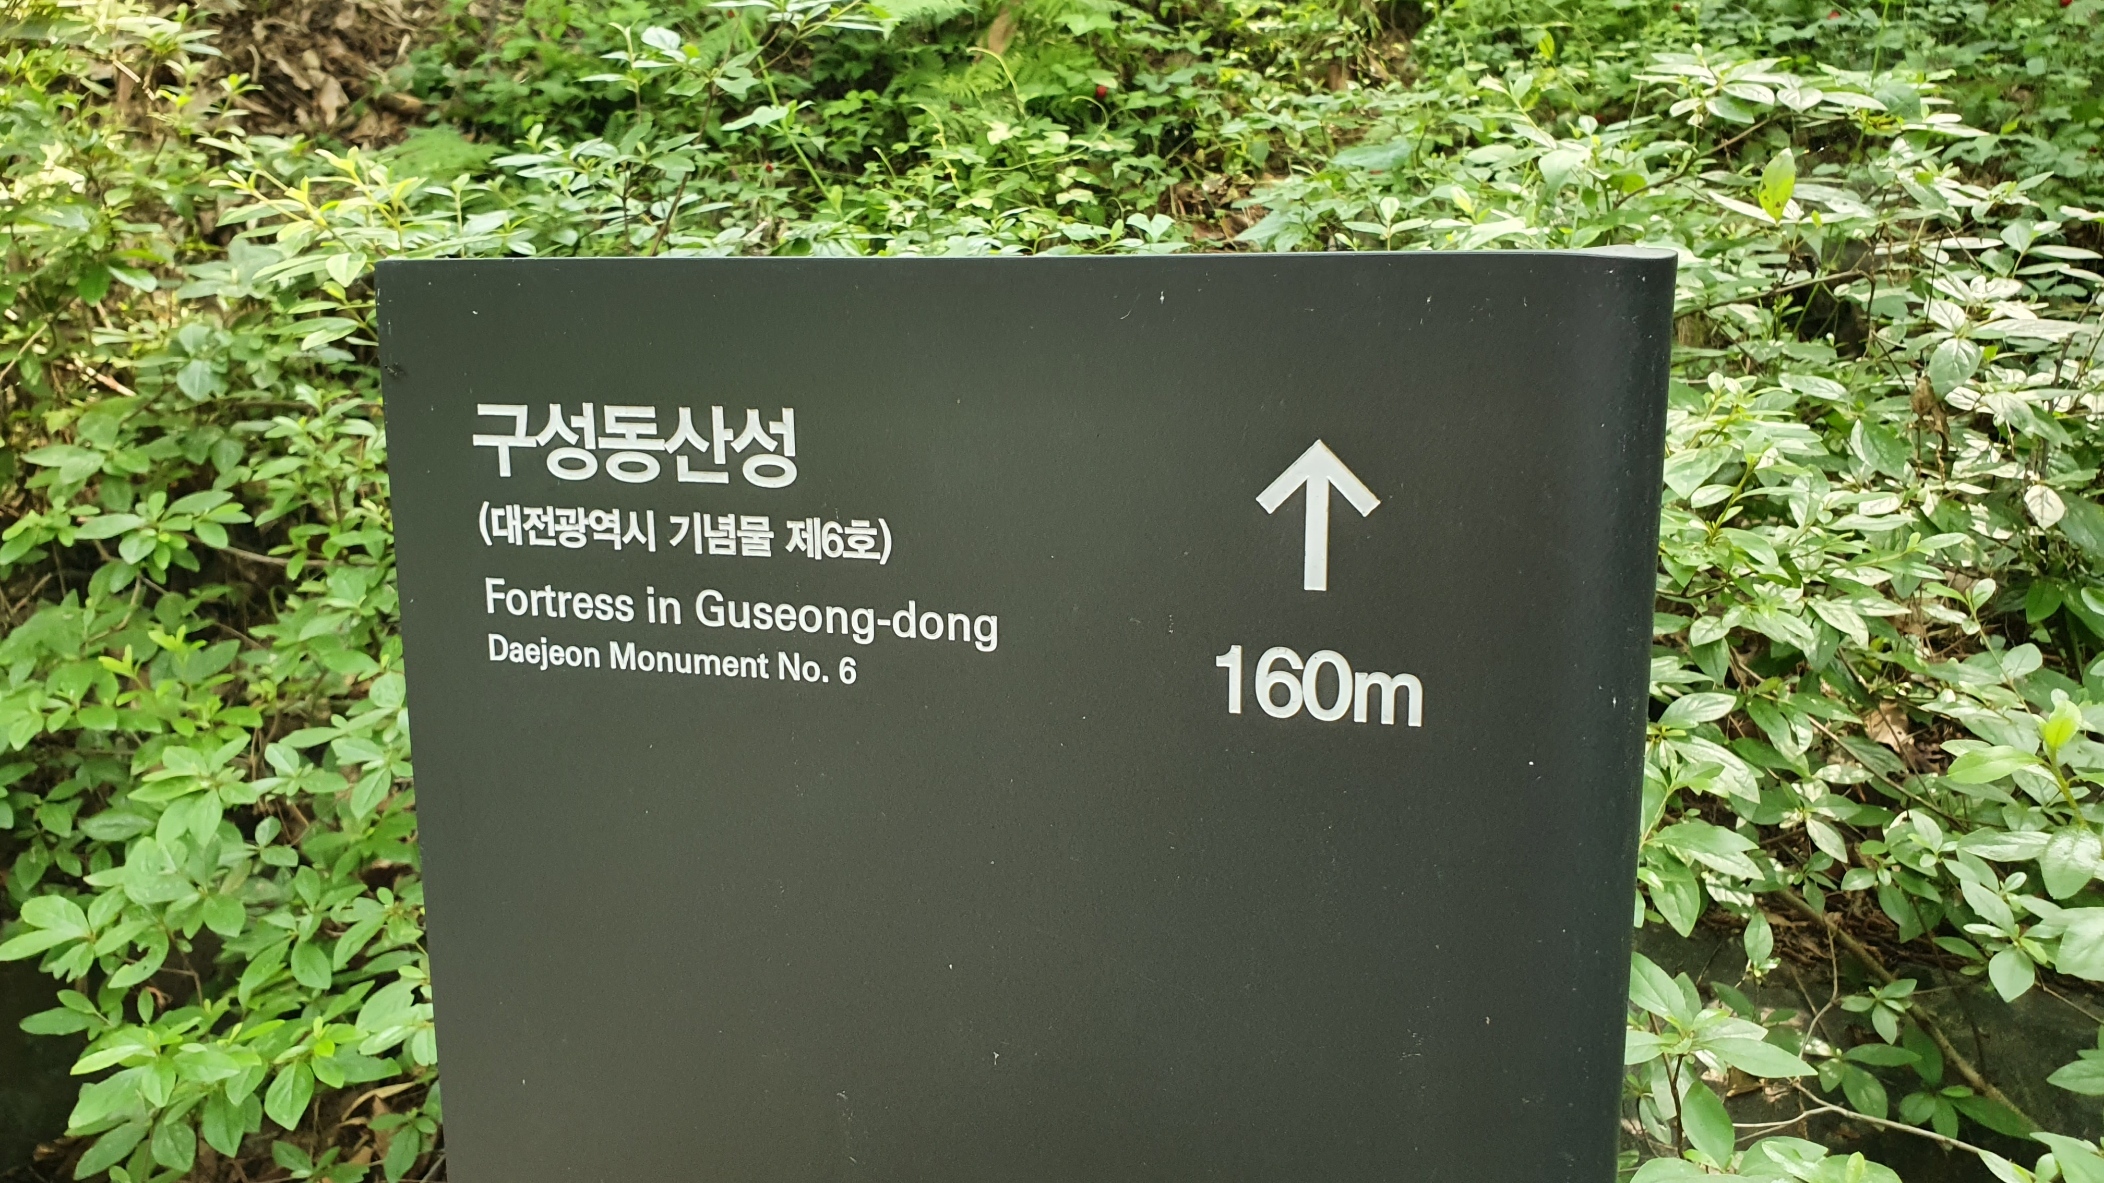 구성동산성
(대전광역시 기념물 제6호)
Fortress in Guseong-dong
Daejeon Monument No. 6
↑
160m